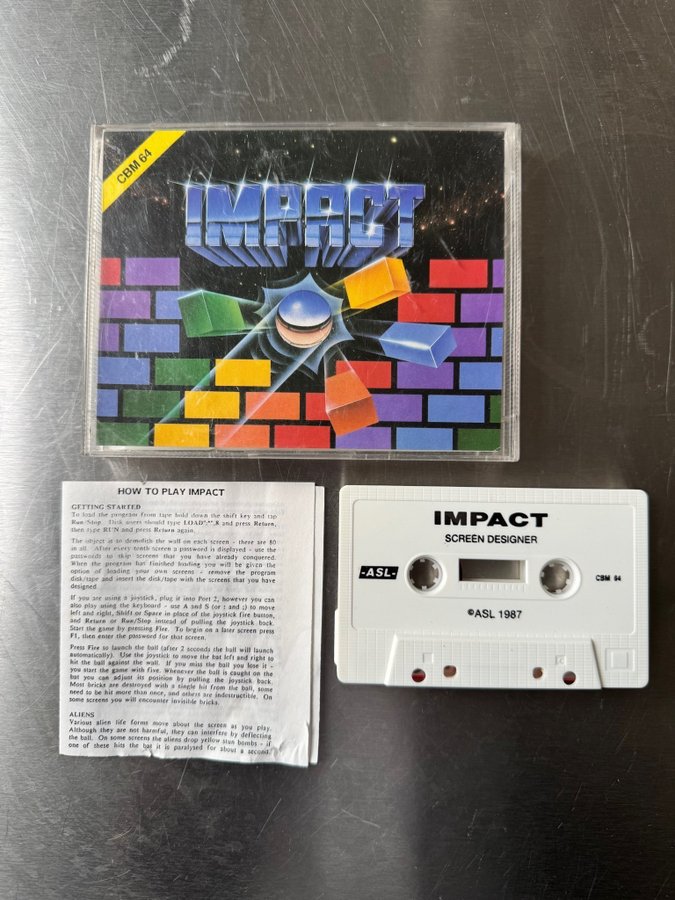 CBM 64
IMPACT
HOW TO PLAY IMPACT
GETTING STARTED
To load the program from tape hold down the shift key and tap
Run/Stop. Disk users should type LOAD"*",8 and press Return,
then type RUN and press Return again.
The object is to demolish the wall on each screen - there are 80
in all. After every tenth screen a password is displayed - use the
passwords to skip screens that you have already conquered.
When the program has finished loading you will be given the
option of loading your own screens - remove the program
disk/tape and insert the disk/tape with the screens that you have
designed.
If you are using a joystick, plug it into Port 2, however you can
also play using the keyboard - use A and S (or : and ;) to move
left and right, Shift or Space in place of the joystick fire button,
and Return or Run/Stop instead of pulling the joystick back.
Start the game by pressing Fire. To begin on a later screen press
F1, then enter the password for that screen.
Press Fire to launch the ball (after 2 seconds the ball will launch
automatically). Use the joystick to move the bat left and right to
hit the ball against the wall. If you miss the ball you lose it -
you start the game with five. Whenever the ball is caught on the
bat you can adjust its position by pulling the joystick back.
Most bricks are destroyed with a single hit from the ball, some
need to be hit more than once, and others are indestructible. On
some screens you will encounter invisible bricks.
ALIENS
Various alien life forms move about the screen as you play.
Although they are not harmful, they can interfere by deflecting
the ball. On some screens the aliens drop yellow stun bombs - if
one of these hits the bat it is paralysed for about a second.
IMPACT
SCREEN DESIGNER
-ASL-
CBM 64
©ASL 1987